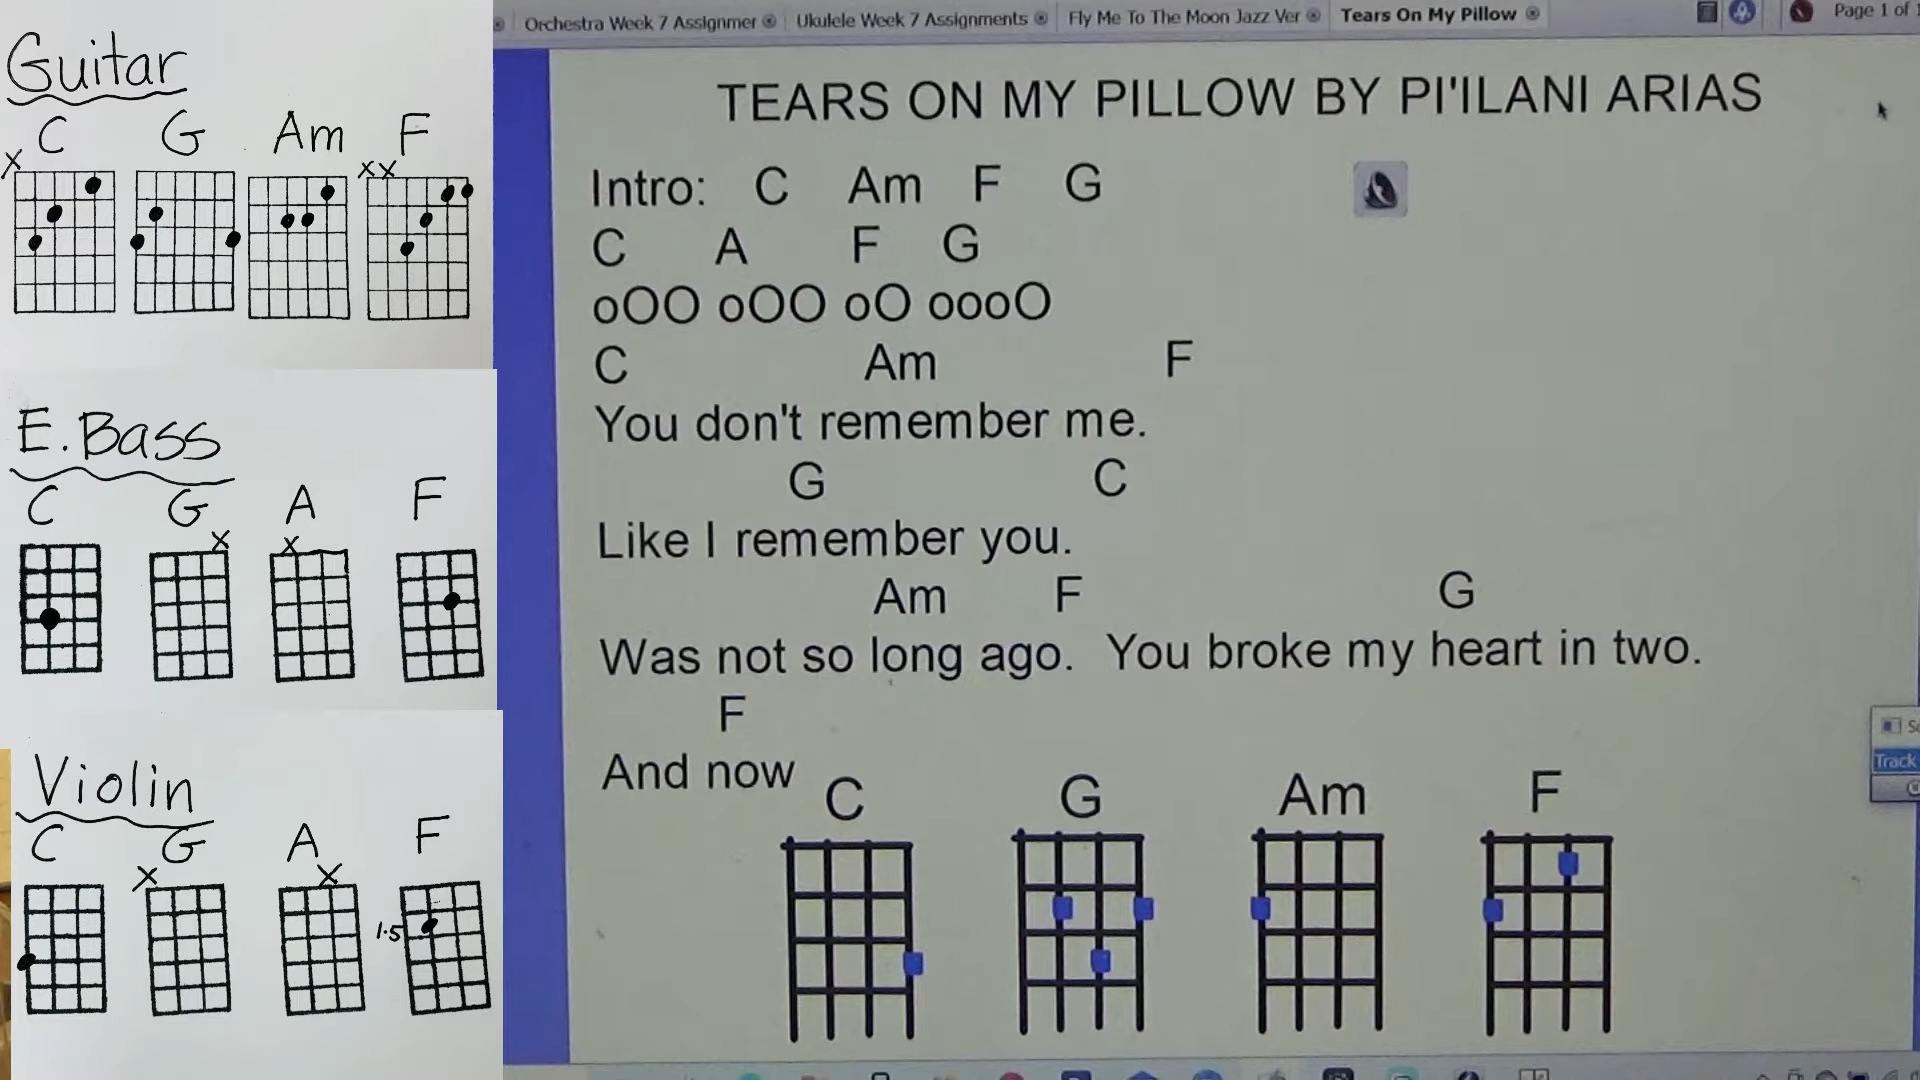 Orchestra Week 7 Assignmer
Ukulele Week 7 Assignments
Fly Me To The Moon Jazz Ver
Tears On My Pillow
Page 1 of 1
TEARS ON MY PILLOW BY PI'ILANI ARIAS
Intro: C Am F G
C A F G
oOO oOO oO oooO
C Am F
You don't remember me.
G C
Like I remember you.
Am F G
Was not so long ago. You broke my heart in two.
F
And now
C G Am F
Track
Guitar
C G Am F
x xx
E.Bass
C G A F
x x
Violin
C G A F
x x
1.5